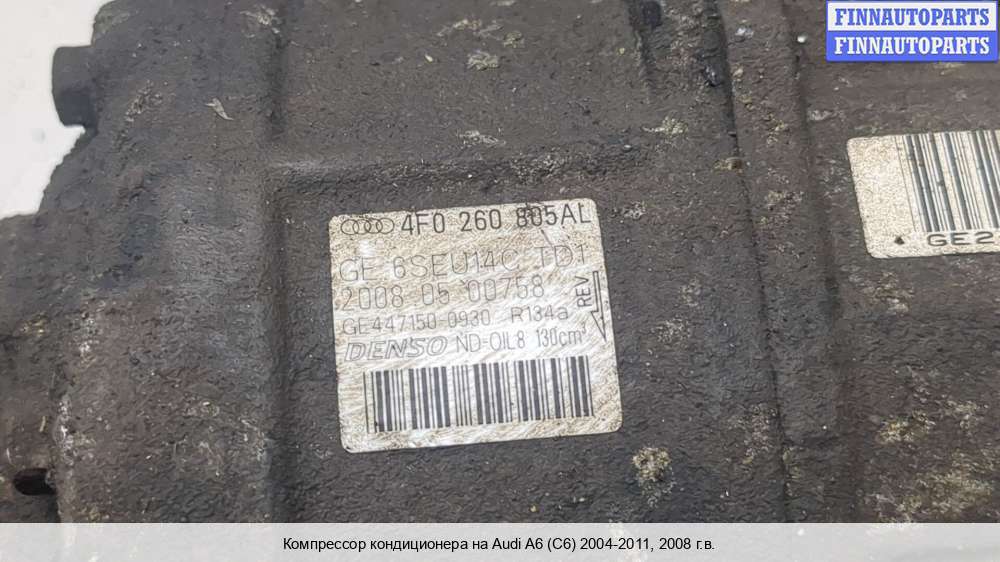 FINNAUTOPARTS
FINNAUTOPARTS
4F0 260 805AL
GE 6SEU14C TD1
2008 05 00758
GE447150-0930 R134a
REV
DENSO ND-OIL8 130cm³
GE2
Компрессор кондиционера на Audi A6 (C6) 2004-2011, 2008 г.в.